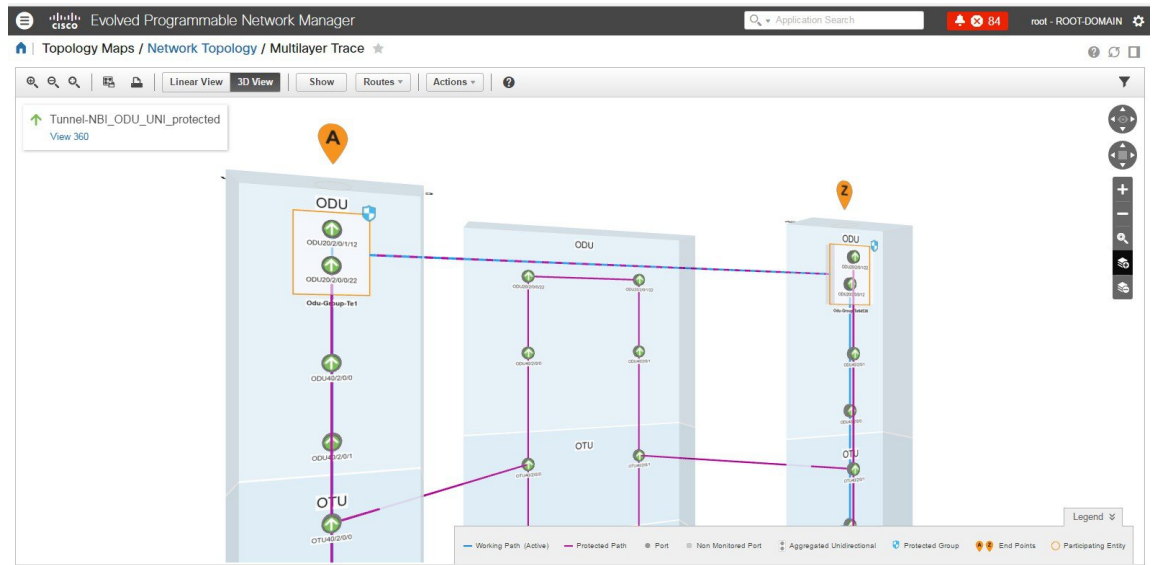 cisco Evolved Programmable Network Manager
Application Search
84
root - ROOT-DOMAIN
Topology Maps / Network Topology / Multilayer Trace
Linear View 3D View Show Routes Actions
Tunnel-NBI_ODU_UNI_protected
View 360
A
Z
ODU
ODU20/2/0/1/12
ODU20/2/0/0/22
Odu-Group-Te1
ODU40/2/0/0
ODU40/2/0/1
OTU
OTU40/2/0/0
ODU
OTU
ODU
OTU
Legend
Working Path (Active) Protected Path Port Non Monitored Port Aggregated Unidirectional Protected Group A Z End Points Participating Entity